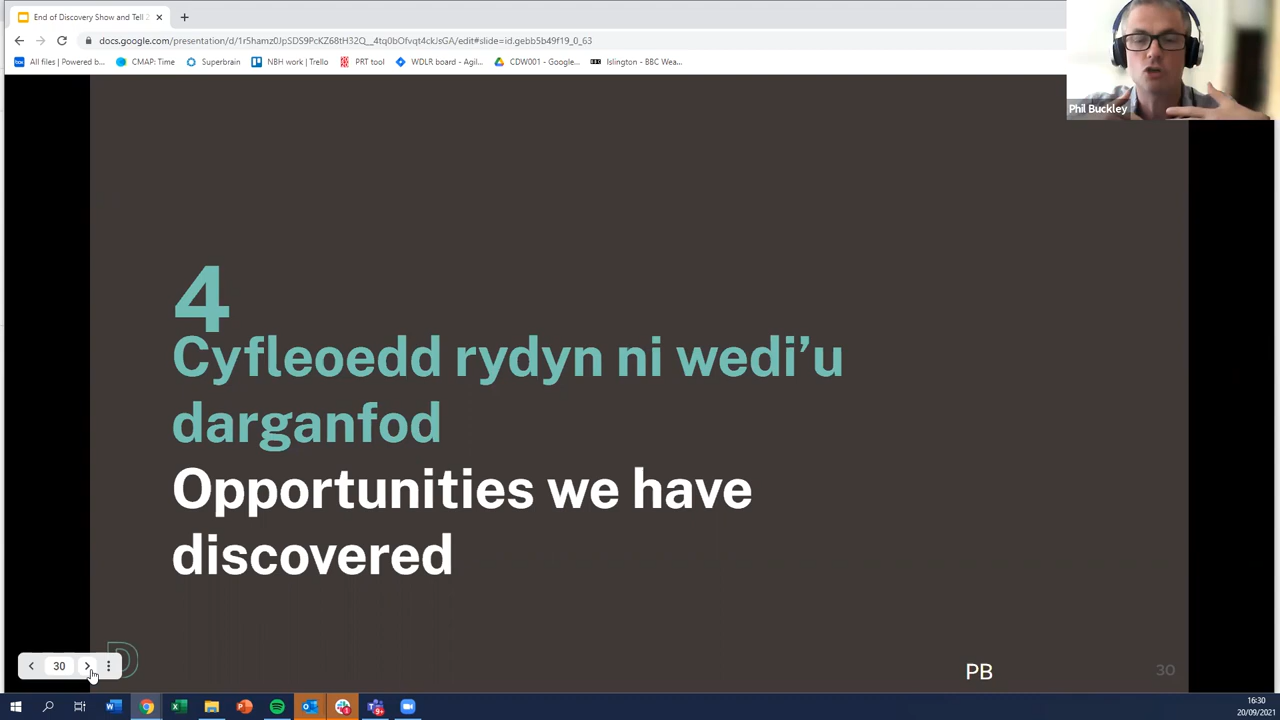 End of Discovery Show and Tell 2
docs.google.com/presentation/d/1r5hamz0JpSDS9PcKZ68tH32Q__4tq0bOfvqt4ckJsGA/edit#slide=id.gebb5b49f19_0_63
All files | Powered b...
CMAP: Time
Superbrain
NBH work | Trello
PRT tool
WDLR board - Agil...
CDW001 - Google...
Islington - BBC Wea...
Phil Buckley
4
Cyfleoedd rydyn ni wedi’u
darganfod
Opportunities we have
discovered
D
30
PB
30
16:30
20/09/2021